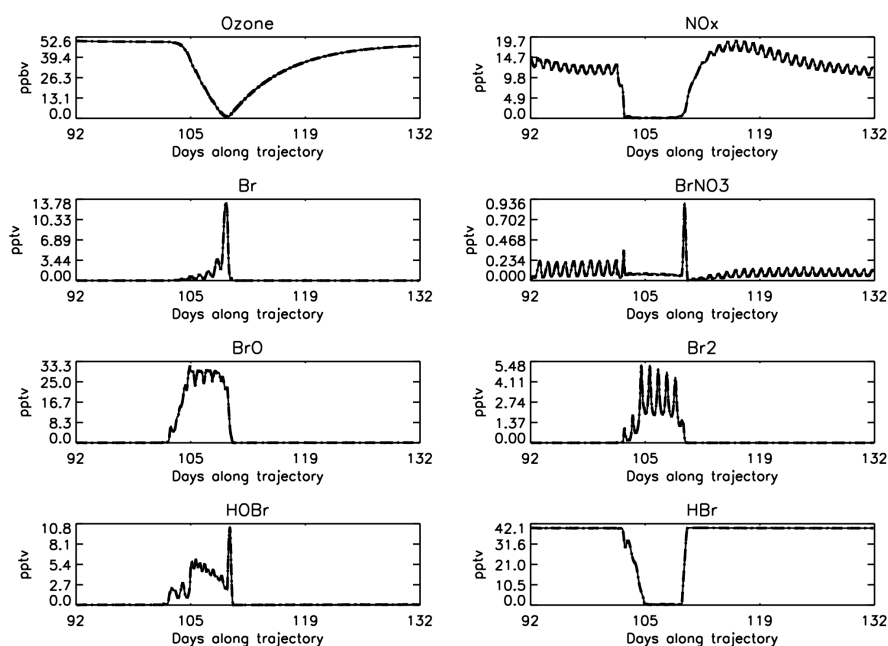 Ozone
ppbv
52.6
39.4
26.3
13.1
0.0
92 105 119 132
Days along trajectory
NOx
pptv
19.7
14.7
9.8
4.9
0.0
92 105 119 132
Days along trajectory
Br
pptv
13.78
10.33
6.89
3.44
0.00
92 105 119 132
Days along trajectory
BrNO3
pptv
0.936
0.702
0.468
0.234
0.000
92 105 119 132
Days along trajectory
BrO
pptv
33.3
25.0
16.7
8.3
0.0
92 105 119 132
Days along trajectory
Br2
pptv
5.48
4.11
2.74
1.37
0.00
92 105 119 132
Days along trajectory
HOBr
pptv
10.8
8.1
5.4
2.7
0.0
92 105 119 132
Days along trajectory
HBr
pptv
42.1
31.6
21.0
10.5
0.0
92 105 119 132
Days along trajectory